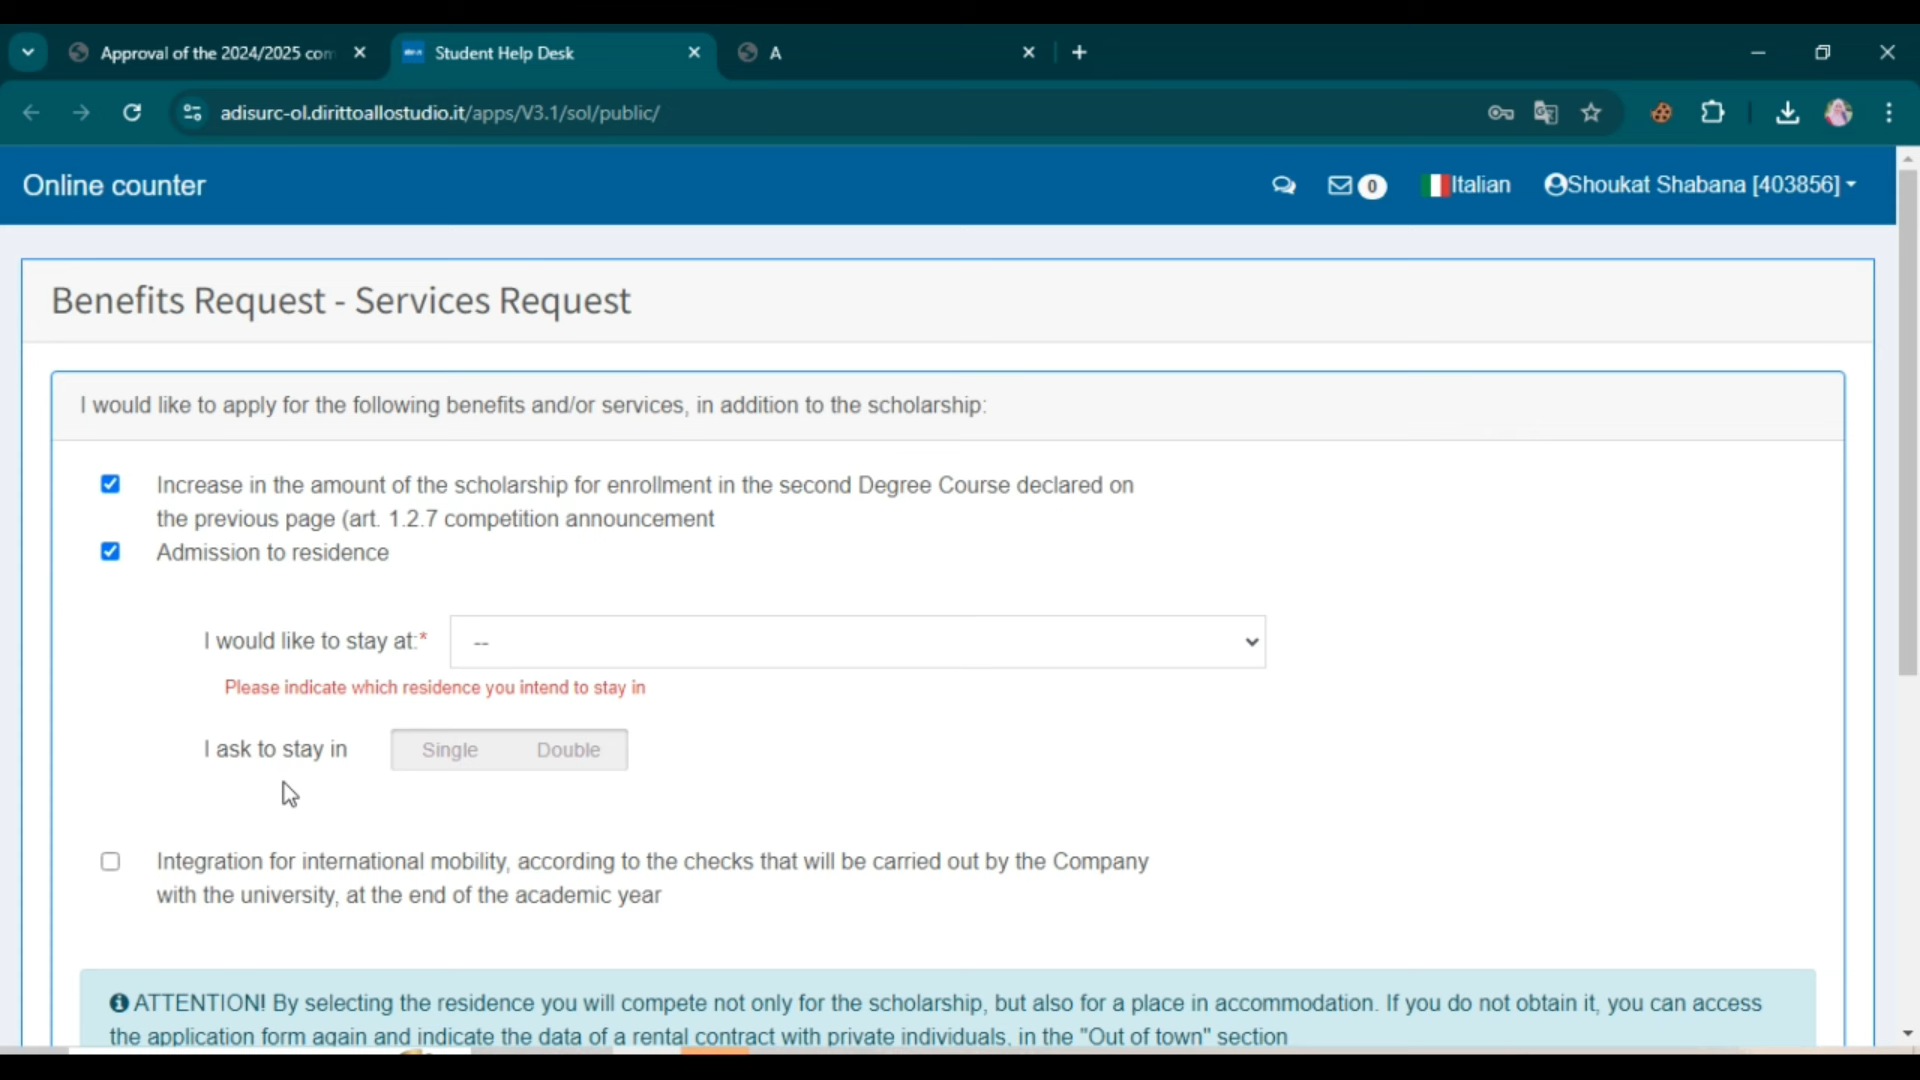 Approval of the 2024/2025 com
Student Help Desk
A
adisurc-ol.dirittoallostudio.it/apps/V3.1/sol/public/
Online counter
0
Italian
Shoukat Shabana [403856]
Benefits Request - Services Request
I would like to apply for the following benefits and/or services, in addition to the scholarship:
Increase in the amount of the scholarship for enrollment in the second Degree Course declared on
the previous page (art. 1.2.7 competition announcement
Admission to residence
I would like to stay at:*
--
Please indicate which residence you intend to stay in
I ask to stay in
Single
Double
Integration for international mobility, according to the checks that will be carried out by the Company
with the university, at the end of the academic year
ATTENTION! By selecting the residence you will compete not only for the scholarship, but also for a place in accommodation. If you do not obtain it, you can access
the application form again and indicate the data of a rental contract with private individuals, in the "Out of town" section